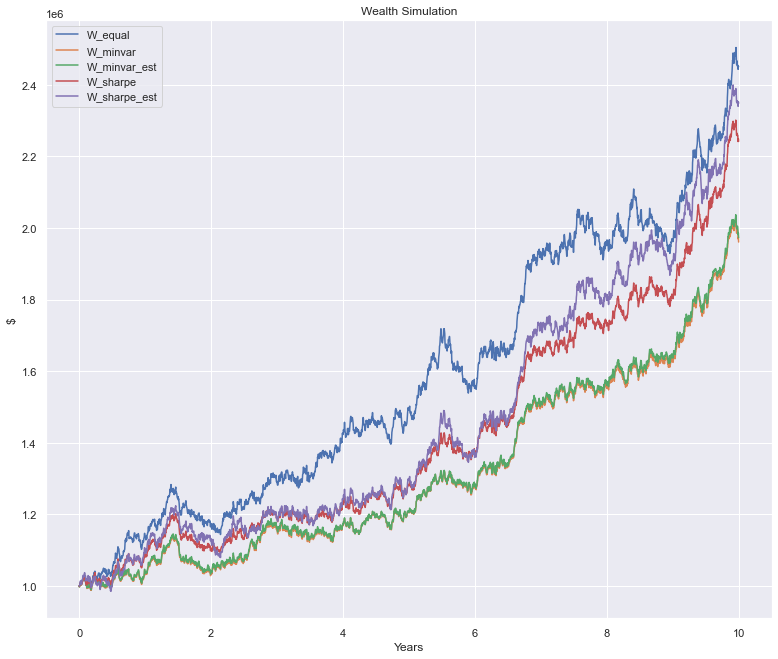 Wealth Simulation
1e6
W_equal
W_minvar
W_minvar_est
W_sharpe
W_sharpe_est
2.4
2.2
2.0
1.8
1.6
1.4
1.2
1.0
$
0 2 4 6 8 10
Years